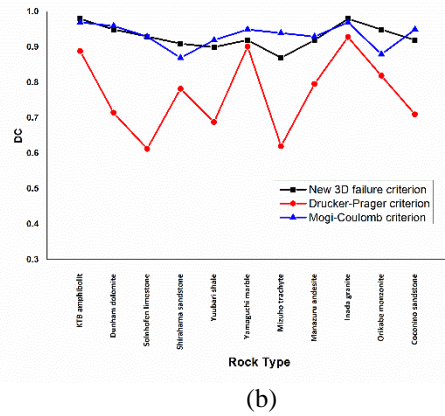 1.0
0.9
0.8
0.7
0.6
0.5
0.4
0.3
DC
New 3D failure criterion
Drucker-Prager criterion
Mogi-Coulomb criterion
KTB amphibolit
Dunham dolomite
Solnhofen limestone
Shirahama sandstone
Yuubari shale
Yamaguchi marble
Mizuho trachyte
Manazuru andesite
Inada granite
Orikabe monzonite
Coconino sandstone
Rock Type
(b)